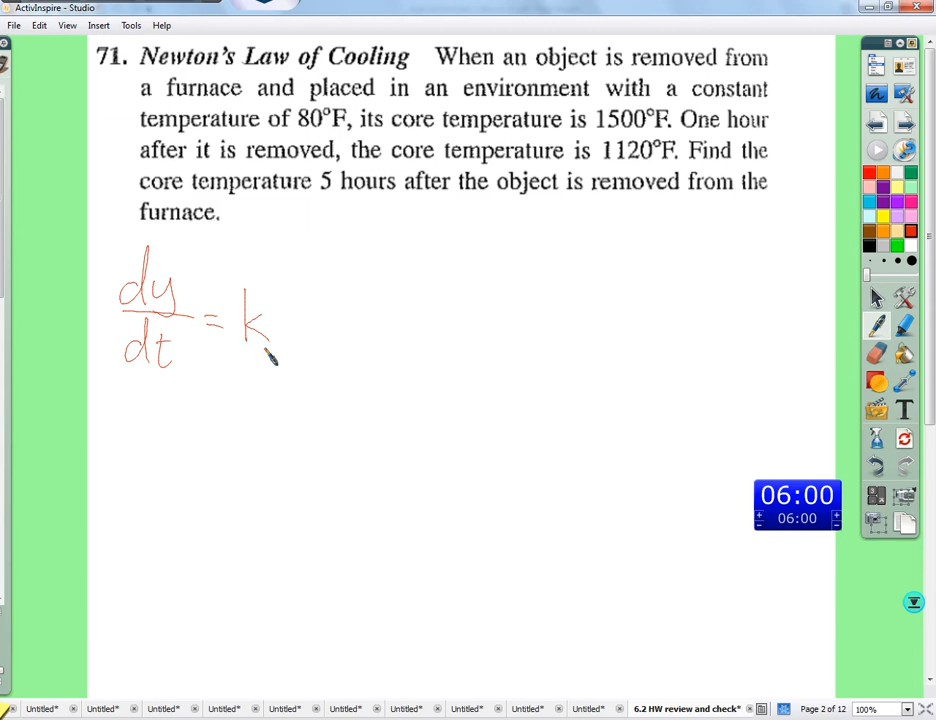 ActivInspire - Studio
File Edit View Insert Tools Help
71. Newton's Law of Cooling When an object is removed from
a furnace and placed in an environment with a constant
temperature of 80°F, its core temperature is 1500°F. One hour
after it is removed, the core temperature is 1120°F. Find the
core temperature 5 hours after the object is removed from the
furnace.
dy
dt
= k
06:00
06:00
Untitled* Untitled* Untitled* Untitled* Untitled* Untitled* Untitled* Untitled* Untitled* Untitled* 6.2 HW review and check* Page 2 of 12 100%